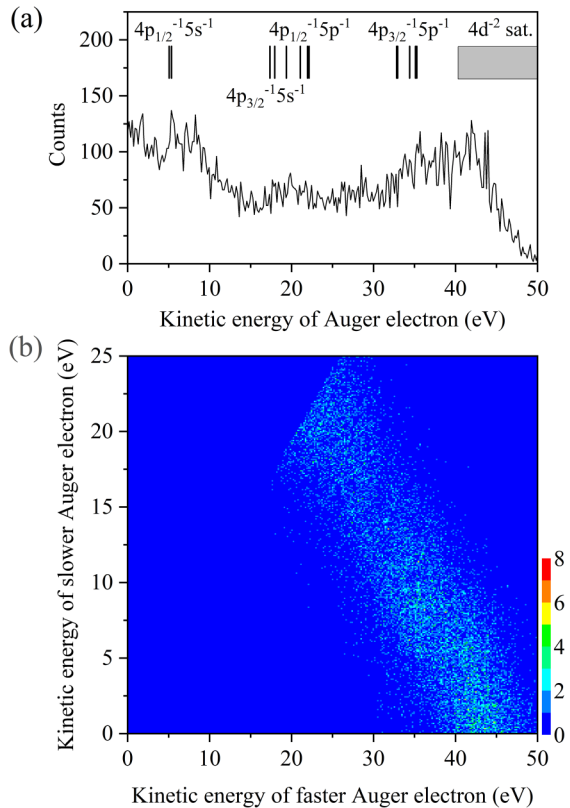 (a)
225
200
150
100
50
0
Counts
4p1/2⁻¹5s⁻¹
4p1/2⁻¹5p⁻¹
4p3/2⁻¹5p⁻¹
4d⁻² sat.
4p3/2⁻¹5s⁻¹
0 10 20 30 40 50
Kinetic energy of Auger electron (eV)
(b)
25
20
15
10
5
0
Kinetic energy of slower Auger electron (eV)
8
6
4
2
0
0 10 20 30 40 50
Kinetic energy of faster Auger electron (eV)